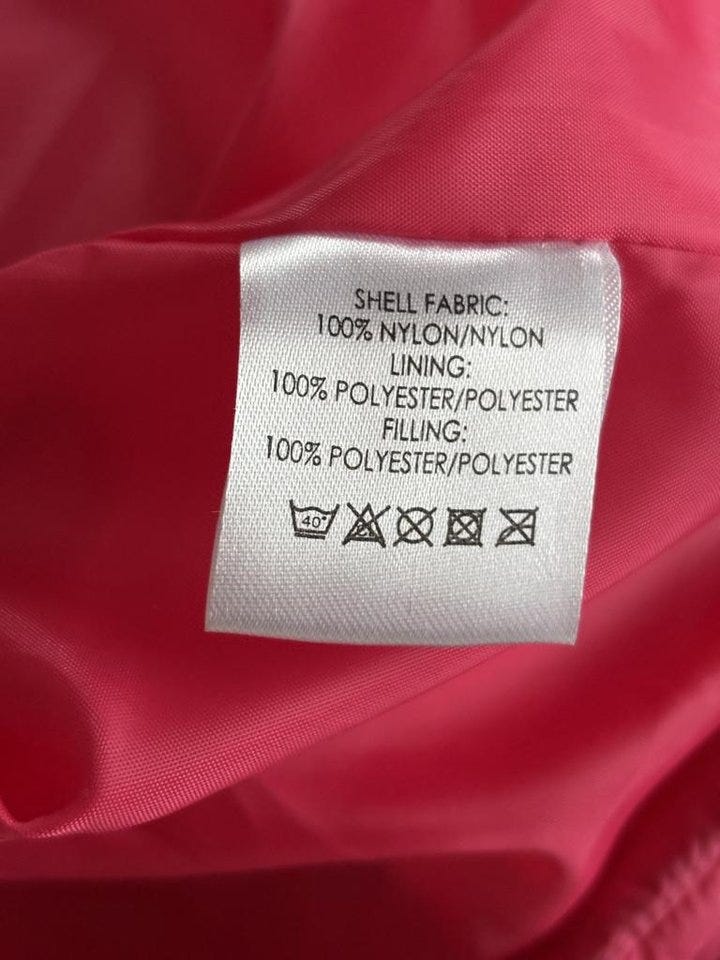 SHELL FABRIC:
100% NYLON/NYLON
LINING:
100% POLYESTER/POLYESTER
FILLING:
100% POLYESTER/POLYESTER
40°